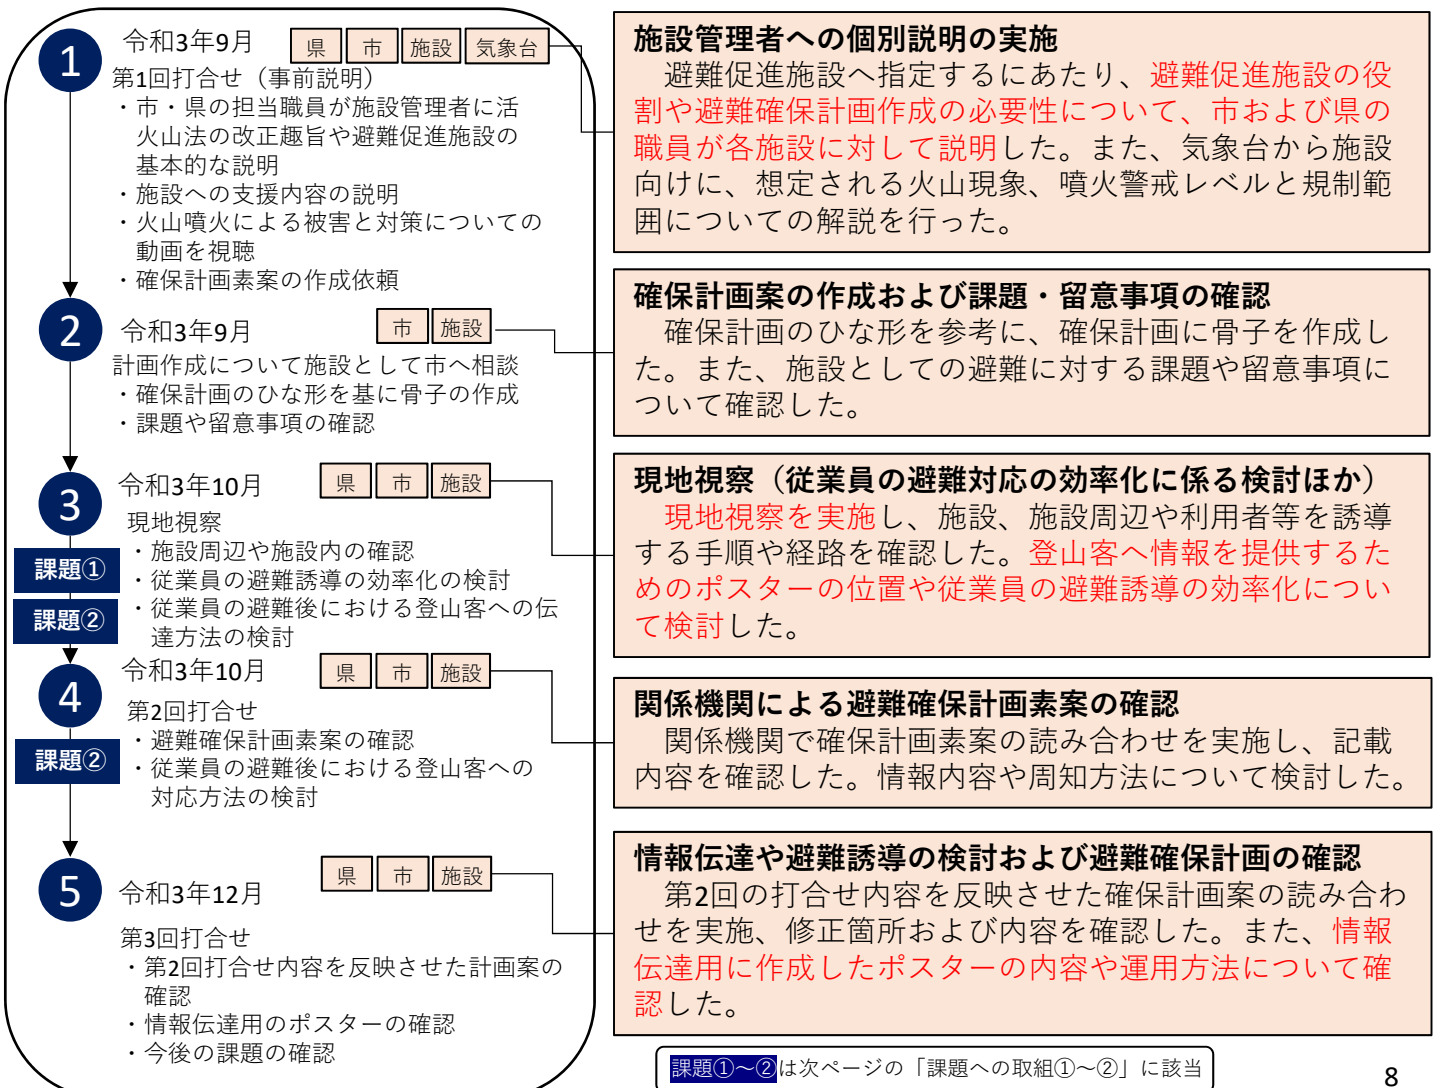 1
令和3年9月
県 市 施設 気象台
第1回打合せ（事前説明）
・市・県の担当職員が施設管理者に活
火山法の改正趣旨や避難促進施設の
基本的な説明
・施設への支援内容の説明
・火山噴火による被害と対策についての
動画を視聴
・確保計画素案の作成依頼
施設管理者への個別説明の実施
避難促進施設へ指定するにあたり、避難促進施設の役
割や避難確保計画作成の必要性について、市および県の
職員が各施設に対して説明した。また、気象台から施設
向けに、想定される火山現象、噴火警戒レベルと規制範
囲についての解説を行った。
2
令和3年9月
市 施設
計画作成について施設として市へ相談
・確保計画のひな形を基に骨子の作成
・課題や留意事項の確認
確保計画案の作成および課題・留意事項の確認
確保計画のひな形を参考に、確保計画に骨子を作成し
た。また、施設としての避難に対する課題や留意事項に
ついて確認した。
3
令和3年10月
県 市 施設
現地視察
・施設周辺や施設内の確認
・従業員の避難誘導の効率化の検討
・従業員の避難後における登山客への伝
達方法の検討
課題①
課題②
現地視察（従業員の避難対応の効率化に係る検討ほか）
現地視察を実施し、施設、施設周辺や利用者等を誘導
する手順や経路を確認した。登山客へ情報を提供するた
めのポスターの位置や従業員の避難誘導の効率化につい
て検討した。
4
令和3年10月
県 市 施設
第2回打合せ
・避難確保計画素案の確認
・従業員の避難後における登山客への
対応方法の検討
課題②
関係機関による避難確保計画素案の確認
関係機関で確保計画素案の読み合わせを実施し、記載
内容を確認した。情報内容や周知方法について検討した。
5
令和3年12月
県 市 施設
第3回打合せ
・第2回打合せ内容を反映させた計画案の
確認
・情報伝達用のポスターの確認
・今後の課題の確認
情報伝達や避難誘導の検討および避難確保計画の確認
第2回の打合せ内容を反映させた確保計画案の読み合わ
せを実施、修正箇所および内容を確認した。また、情報
伝達用に作成したポスターの内容や運用方法について確
認した。
課題①～②は次ページの「課題への取組①～②」に該当
8